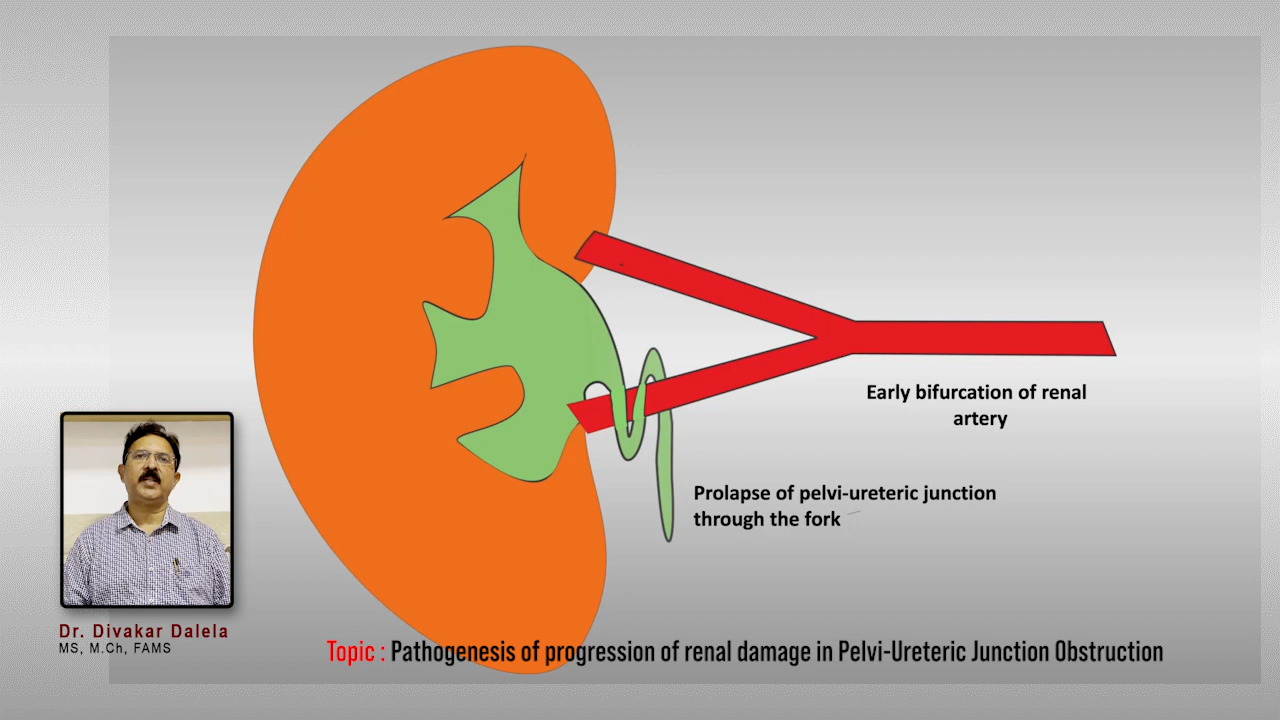 Early bifurcation of renal
artery
Prolapse of pelvi-ureteric junction
through the fork
Dr. Divakar Dalela
MS, M.Ch, FAMS
Topic : Pathogenesis of progression of renal damage in Pelvi-Ureteric Junction Obstruction